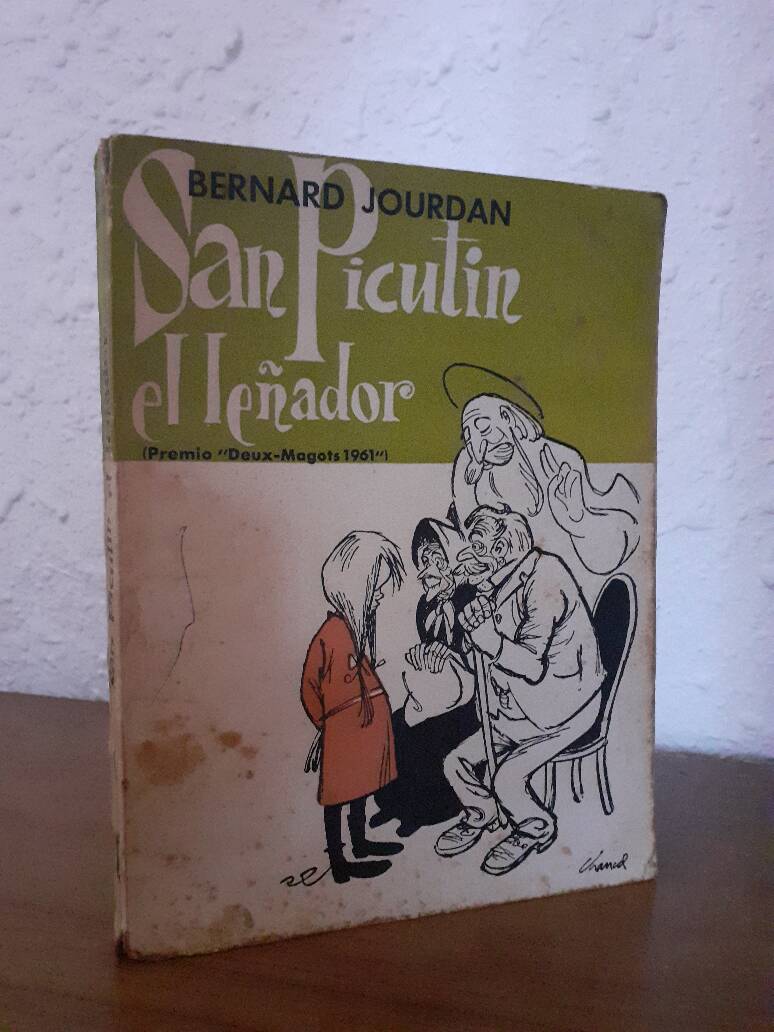 BERNARD JOURDAN
San Picutin
el leñador
(Premio "Deux-Magots 1961")